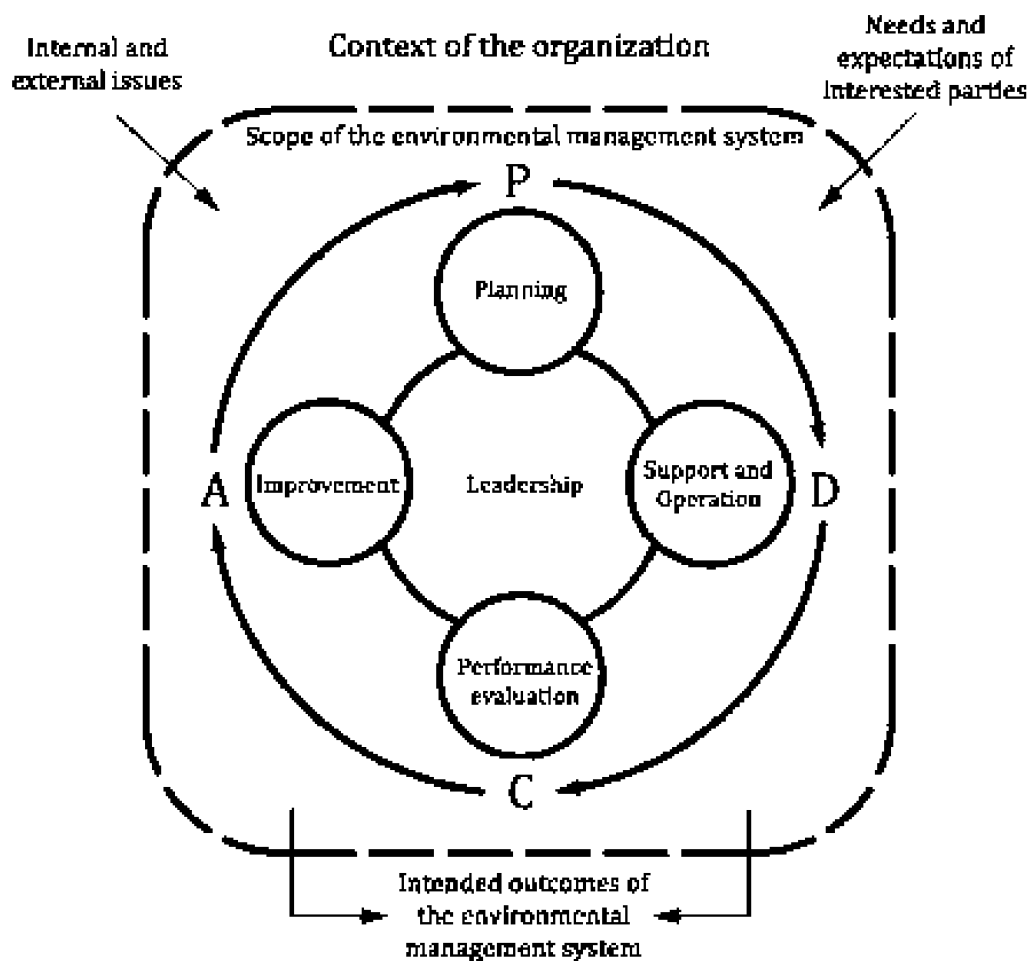 Internal and
external issues
Context of the organization
Needs and
expectations of
interested parties
Scope of the environmental management system
P
Planning
A
Improvement
Leadership
Support and
Operation
D
Performance
evaluation
C
Intended outcomes of
the environmental
management system